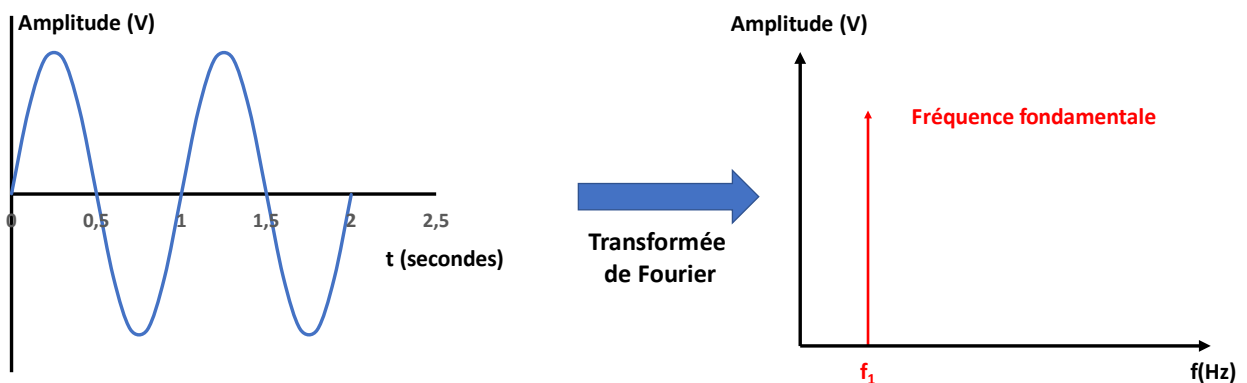 Amplitude (V)
0 0,5 1 1,5 2 2,5
t (secondes)
Transformée
de Fourier
Amplitude (V)
Fréquence fondamentale
f1
f(Hz)